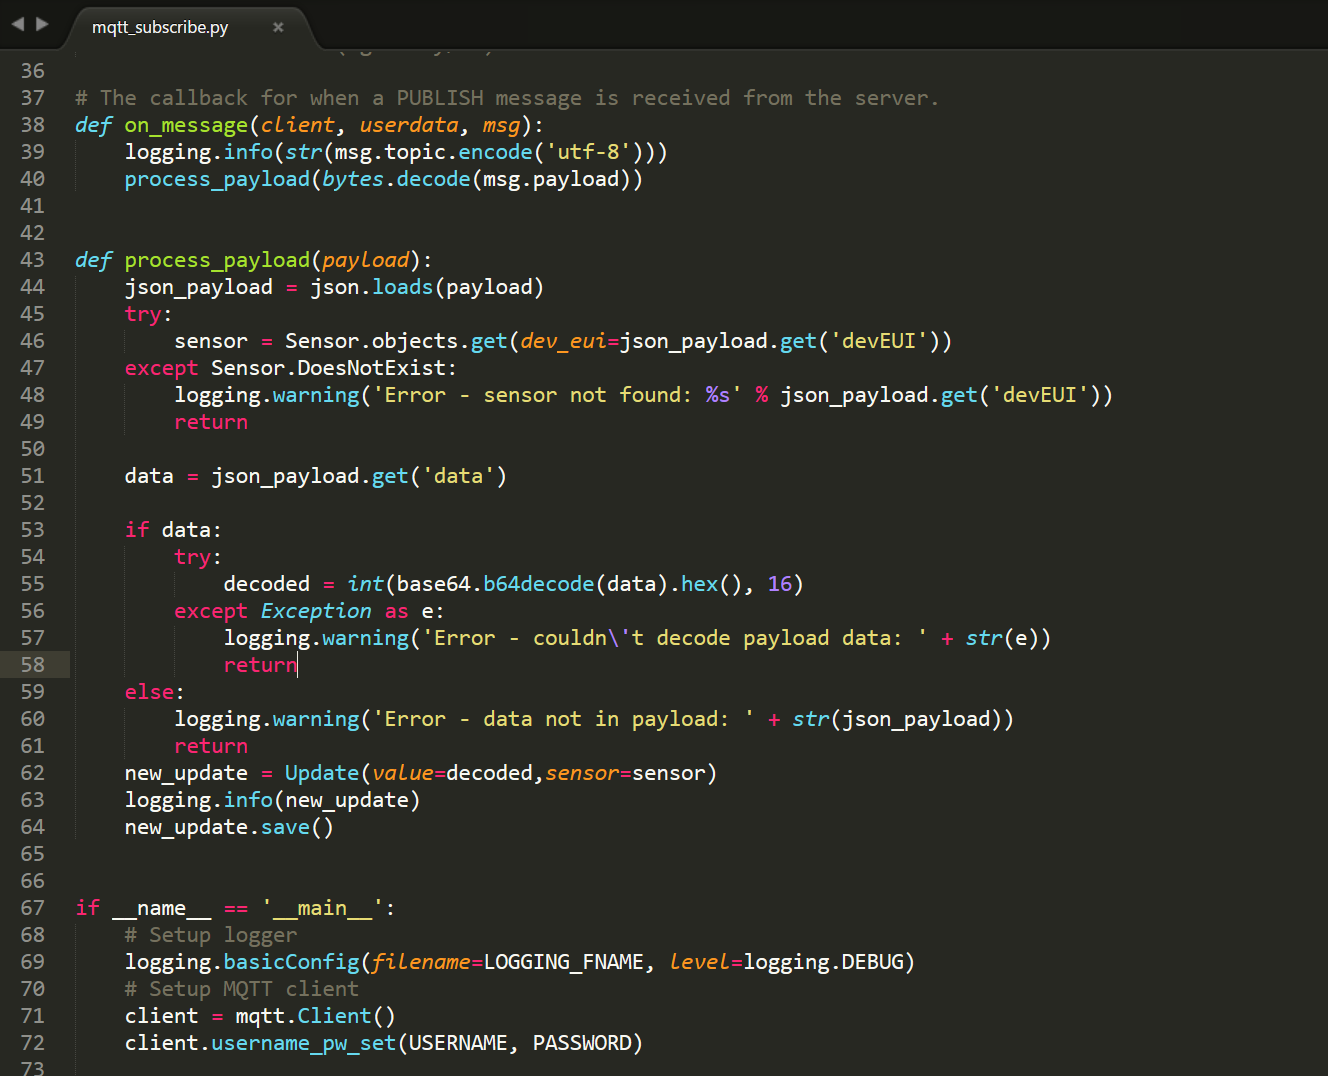 mqtt_subscribe.py ×
36
37 # The callback for when a PUBLISH message is received from the server.
38 def on_message(client, userdata, msg):
39     logging.info(str(msg.topic.encode('utf-8')))
40     process_payload(bytes.decode(msg.payload))
41
42
43 def process_payload(payload):
44     json_payload = json.loads(payload)
45     try:
46         sensor = Sensor.objects.get(dev_eui=json_payload.get('devEUI'))
47     except Sensor.DoesNotExist:
48         logging.warning('Error - sensor not found: %s' % json_payload.get('devEUI'))
49         return
50
51     data = json_payload.get('data')
52
53     if data:
54         try:
55             decoded = int(base64.b64decode(data).hex(), 16)
56         except Exception as e:
57             logging.warning('Error - couldn\'t decode payload data: ' + str(e))
58             return
59     else:
60         logging.warning('Error - data not in payload: ' + str(json_payload))
61         return
62     new_update = Update(value=decoded,sensor=sensor)
63     logging.info(new_update)
64     new_update.save()
65
66
67 if __name__ == '__main__':
68     # Setup logger
69     logging.basicConfig(filename=LOGGING_FNAME, level=logging.DEBUG)
70     # Setup MQTT client
71     client = mqtt.Client()
72     client.username_pw_set(USERNAME, PASSWORD)
73